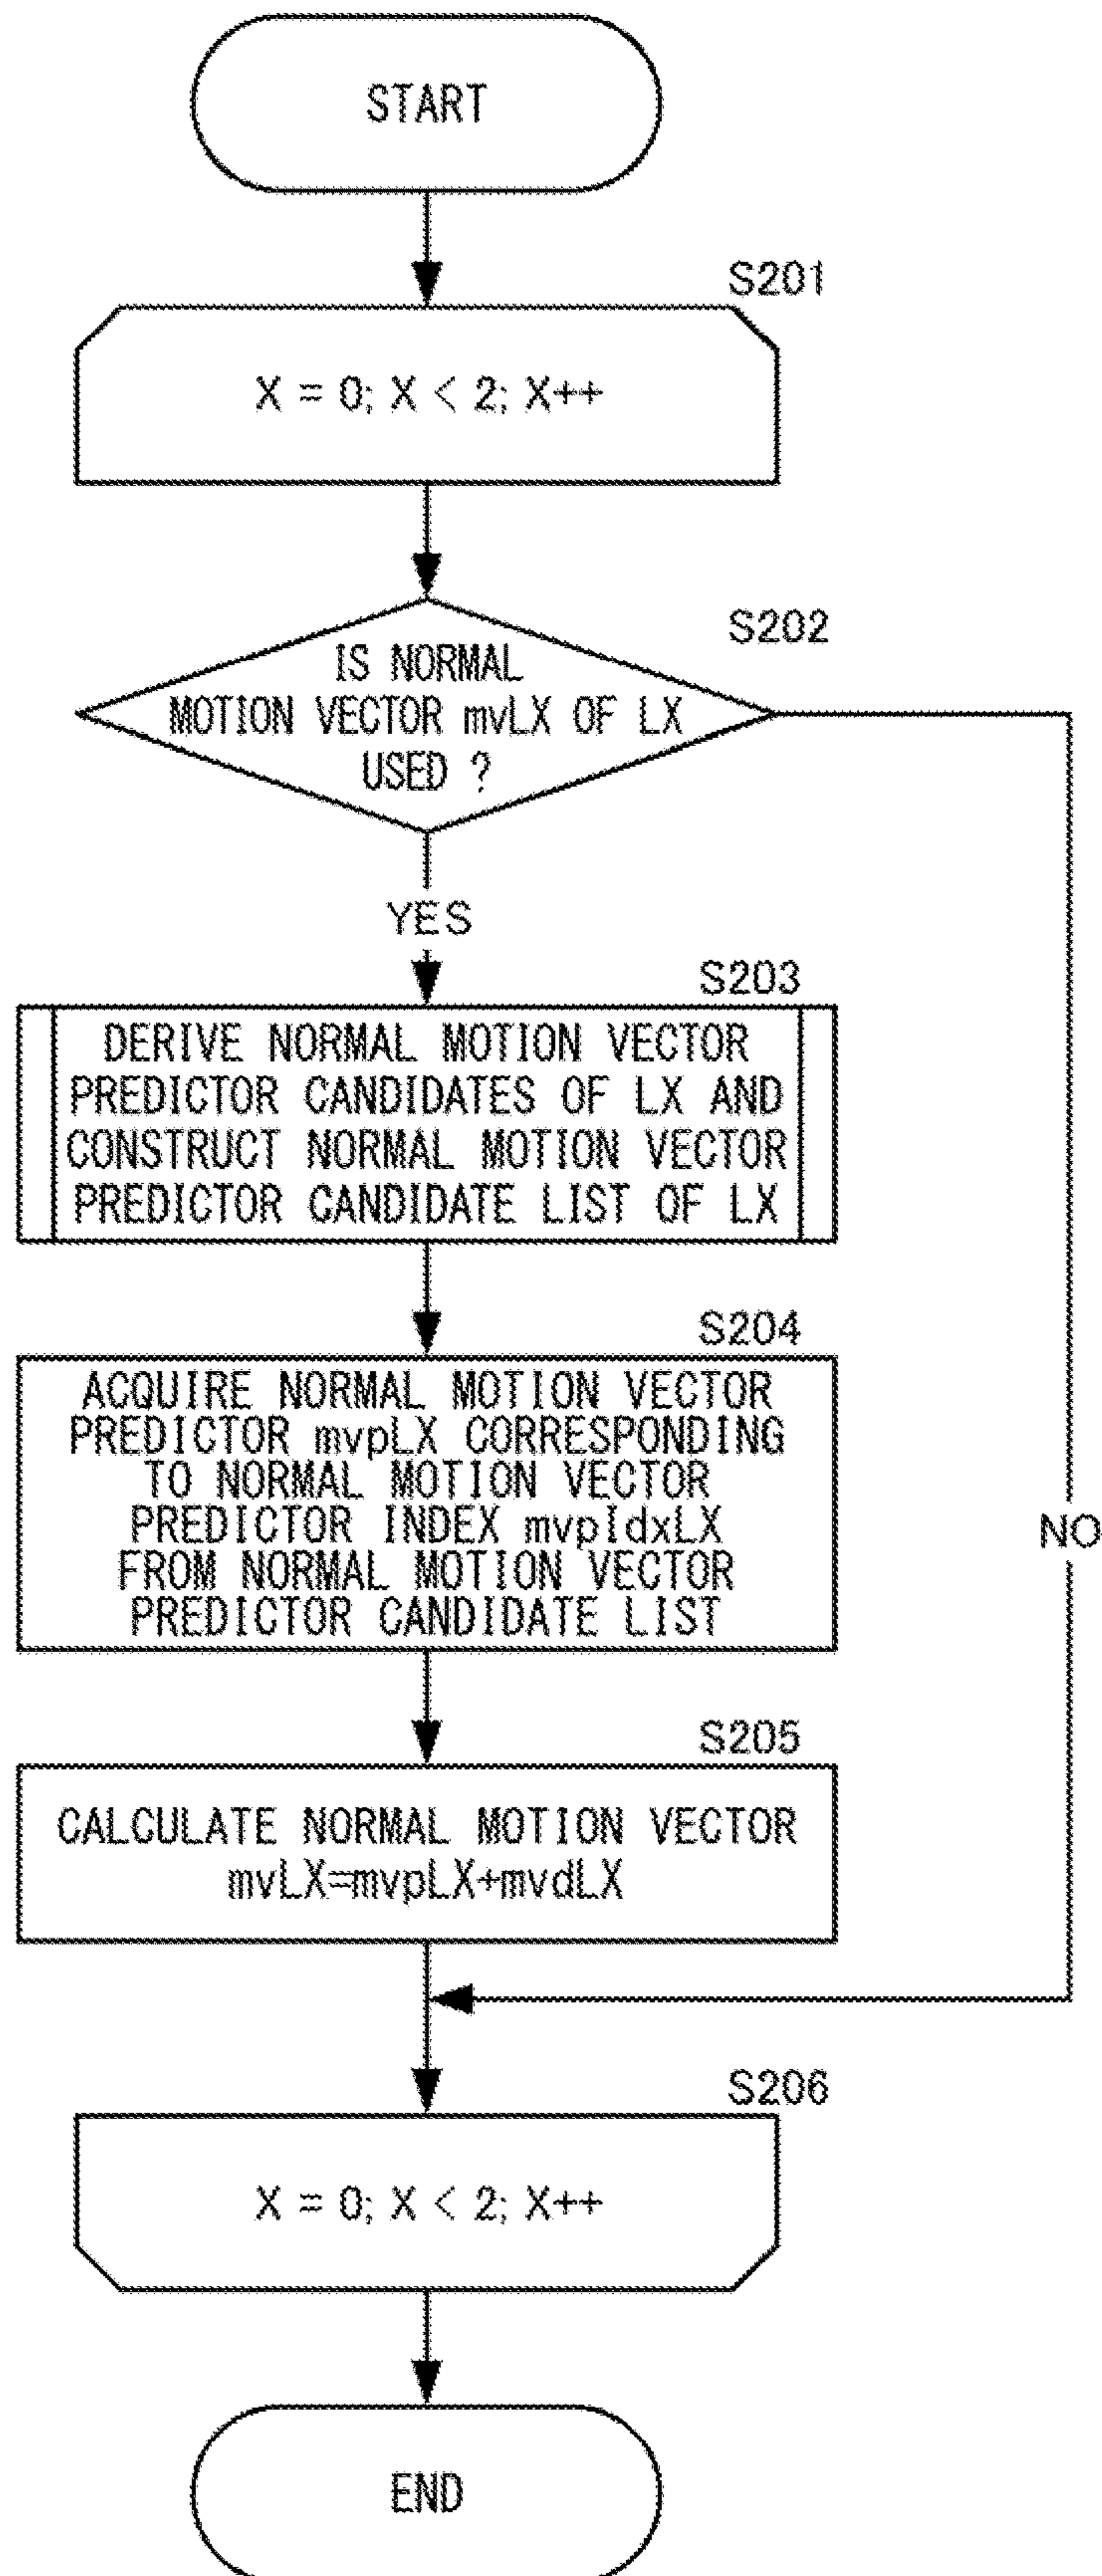 START
S201
X = 0; X < 2; X++
S202
IS NORMAL
MOTION VECTOR mvLX OF LX
USED ?
YES
S203
DERIVE NORMAL MOTION VECTOR
PREDICTOR CANDIDATES OF LX AND
CONSTRUCT NORMAL MOTION VECTOR
PREDICTOR CANDIDATE LIST OF LX
S204
ACQUIRE NORMAL MOTION VECTOR
PREDICTOR mvpLX CORRESPONDING
TO NORMAL MOTION VECTOR
PREDICTOR INDEX mvpIdxLX
FROM NORMAL MOTION VECTOR
PREDICTOR CANDIDATE LIST
NO
S205
CALCULATE NORMAL MOTION VECTOR
mvLX=mvpLX+mvdLX
S206
X = 0; X < 2; X++
END